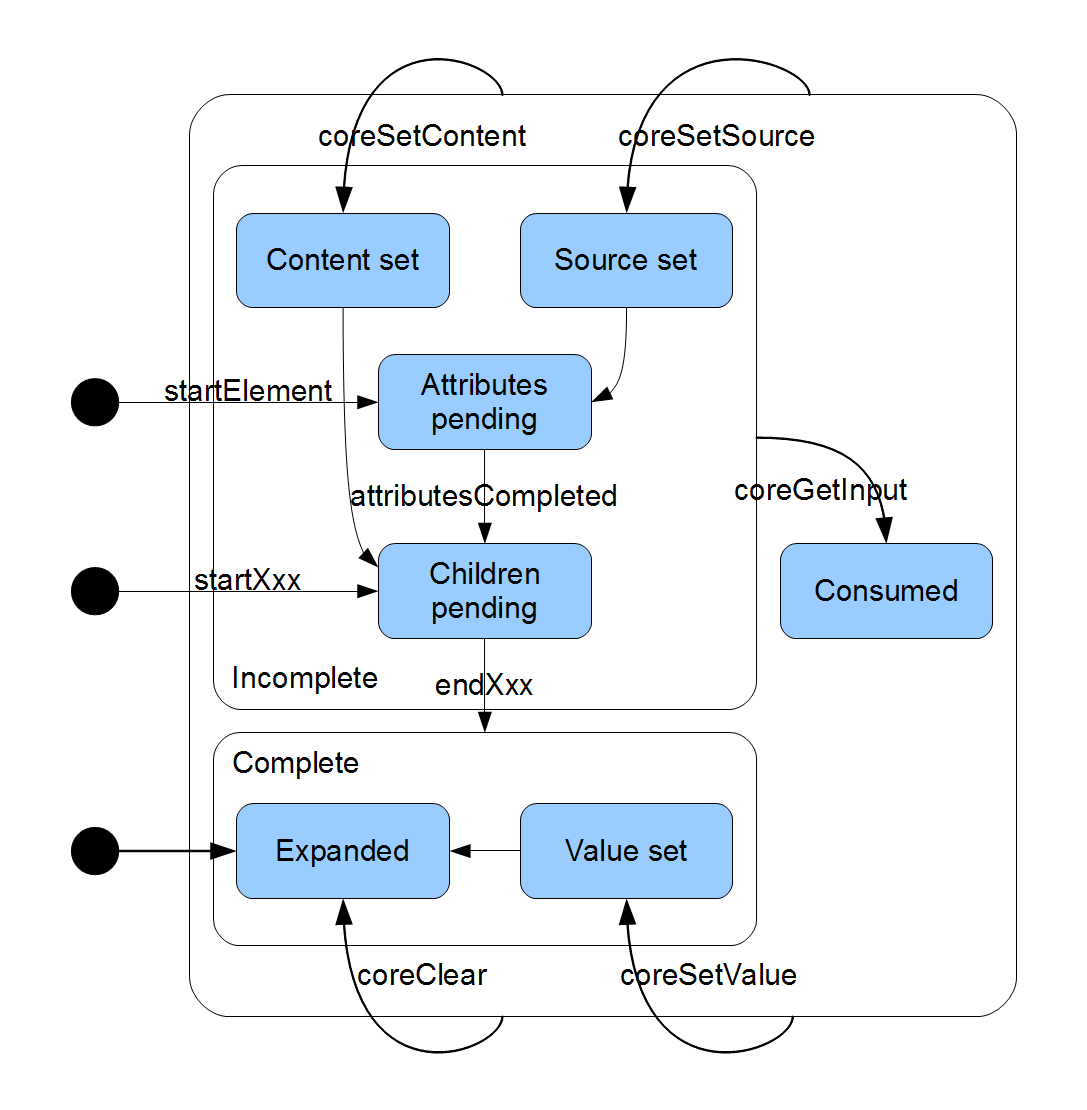 coreSetContent
coreSetSource
Content set
Source set
startElement
Attributes
pending
attributesCompleted
coreGetInput
startXxx
Children
pending
Consumed
Incomplete
endXxx
Complete
Expanded
Value set
coreClear
coreSetValue